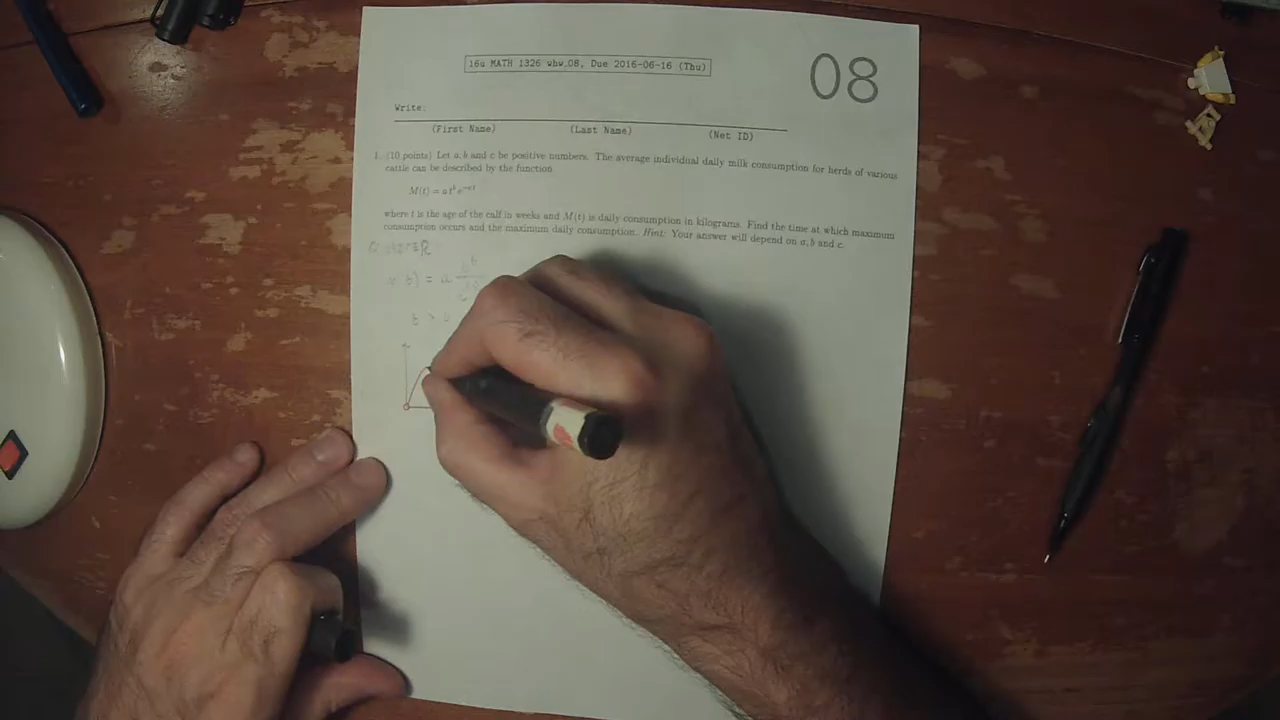 16u MATH 1326 whw.08, Due 2016-06-16 (Thu)
08
Write:
(First Name) (Last Name) (Net ID)
1. (10 points) Let a, b and c be positive numbers. The average individual daily milk consumption for herds of various
cattle can be described by the function
M(t) = a t^b e^{-ct}
where t is the age of the calf in weeks and M(t) is daily consumption in kilograms. Find the time at which maximum
consumption occurs and the maximum daily consumption. Hint: Your answer will depend on a, b and c.